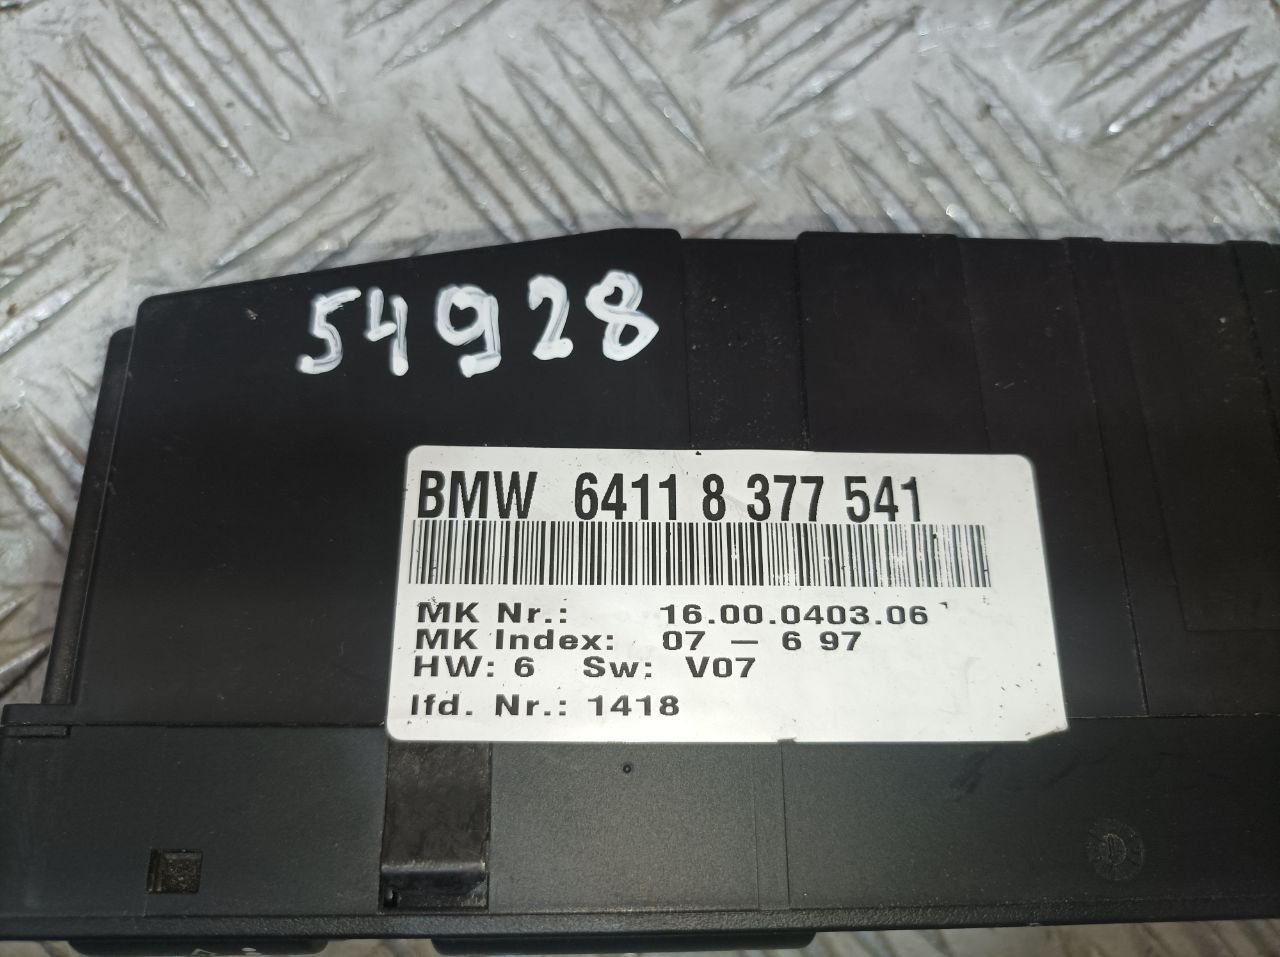 54928
BMW 6411 8 377 541
MK Nr.: 16.00.0403.06
MK Index: 07 – 6 97
HW: 6 Sw: V07
lfd. Nr.: 1418